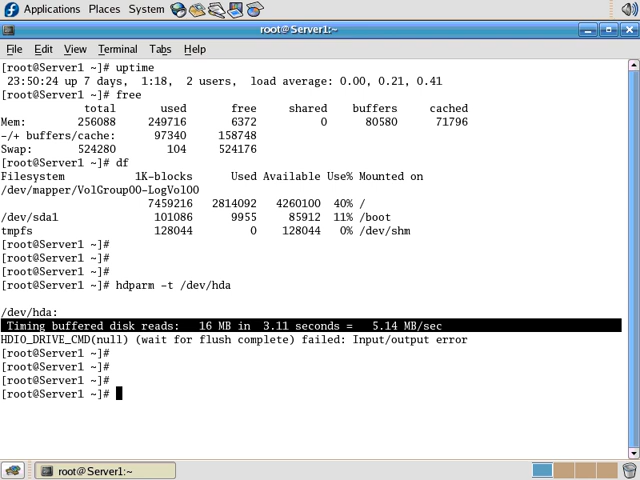 Applications Places System
root@Server1:~
File Edit View Terminal Tabs Help
[root@Server1 ~]# uptime
 23:50:24 up 7 days,  1:18,  2 users,  load average: 0.00, 0.21, 0.41
[root@Server1 ~]# free
             total       used       free     shared    buffers     cached
Mem:        256088     249716       6372          0      80580      71796
-/+ buffers/cache:      97340     158748
Swap:       524280        104     524176
[root@Server1 ~]# df
Filesystem           1K-blocks      Used Available Use% Mounted on
/dev/mapper/VolGroup00-LogVol00
                       7459216   2814092   4260100  40% /
/dev/sda1               101086      9955     85912  11% /boot
tmpfs                   128044         0    128044   0% /dev/shm
[root@Server1 ~]#
[root@Server1 ~]#
[root@Server1 ~]#
[root@Server1 ~]# hdparm -t /dev/hda
/dev/hda:
 Timing buffered disk reads:   16 MB in  3.11 seconds =   5.14 MB/sec
HDIO_DRIVE_CMD(null) (wait for flush complete) failed: Input/output error
[root@Server1 ~]#
[root@Server1 ~]#
[root@Server1 ~]#
[root@Server1 ~]#
root@Server1:~